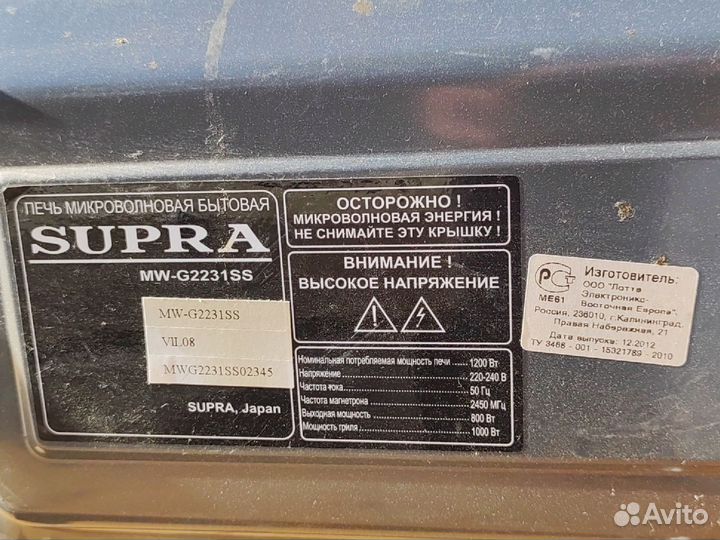 ПЕЧЬ МИКРОВОЛНОВАЯ БЫТОВАЯ
SUPRA
MW-G2231SS
MW-G2231SS
VIL08
MWG2231SS02345
SUPRA, Japan
ОСТОРОЖНО !
МИКРОВОЛНОВАЯ ЭНЕРГИЯ !
НЕ СНИМАЙТЕ ЭТУ КРЫШКУ !
ВНИМАНИЕ !
ВЫСОКОЕ НАПРЯЖЕНИЕ
Номинальная потребляемая мощность печи 1200 Вт
Напряжение 220-240 В
Частота тока 50 Гц
Частота магнетрона 2450 МГц
Выходная мощность 800 Вт
Мощность гриля 1000 Вт
РСТ
МЕ61
Изготовитель:
ООО "Лотте
Электроникс-
Восточная Европа",
Россия, 236010, г.Калининград,
Правая Набережная, 21
Дата выпуска: 12.2012
ТУ 3468 - 001 - 15321789 - 2010
Avito